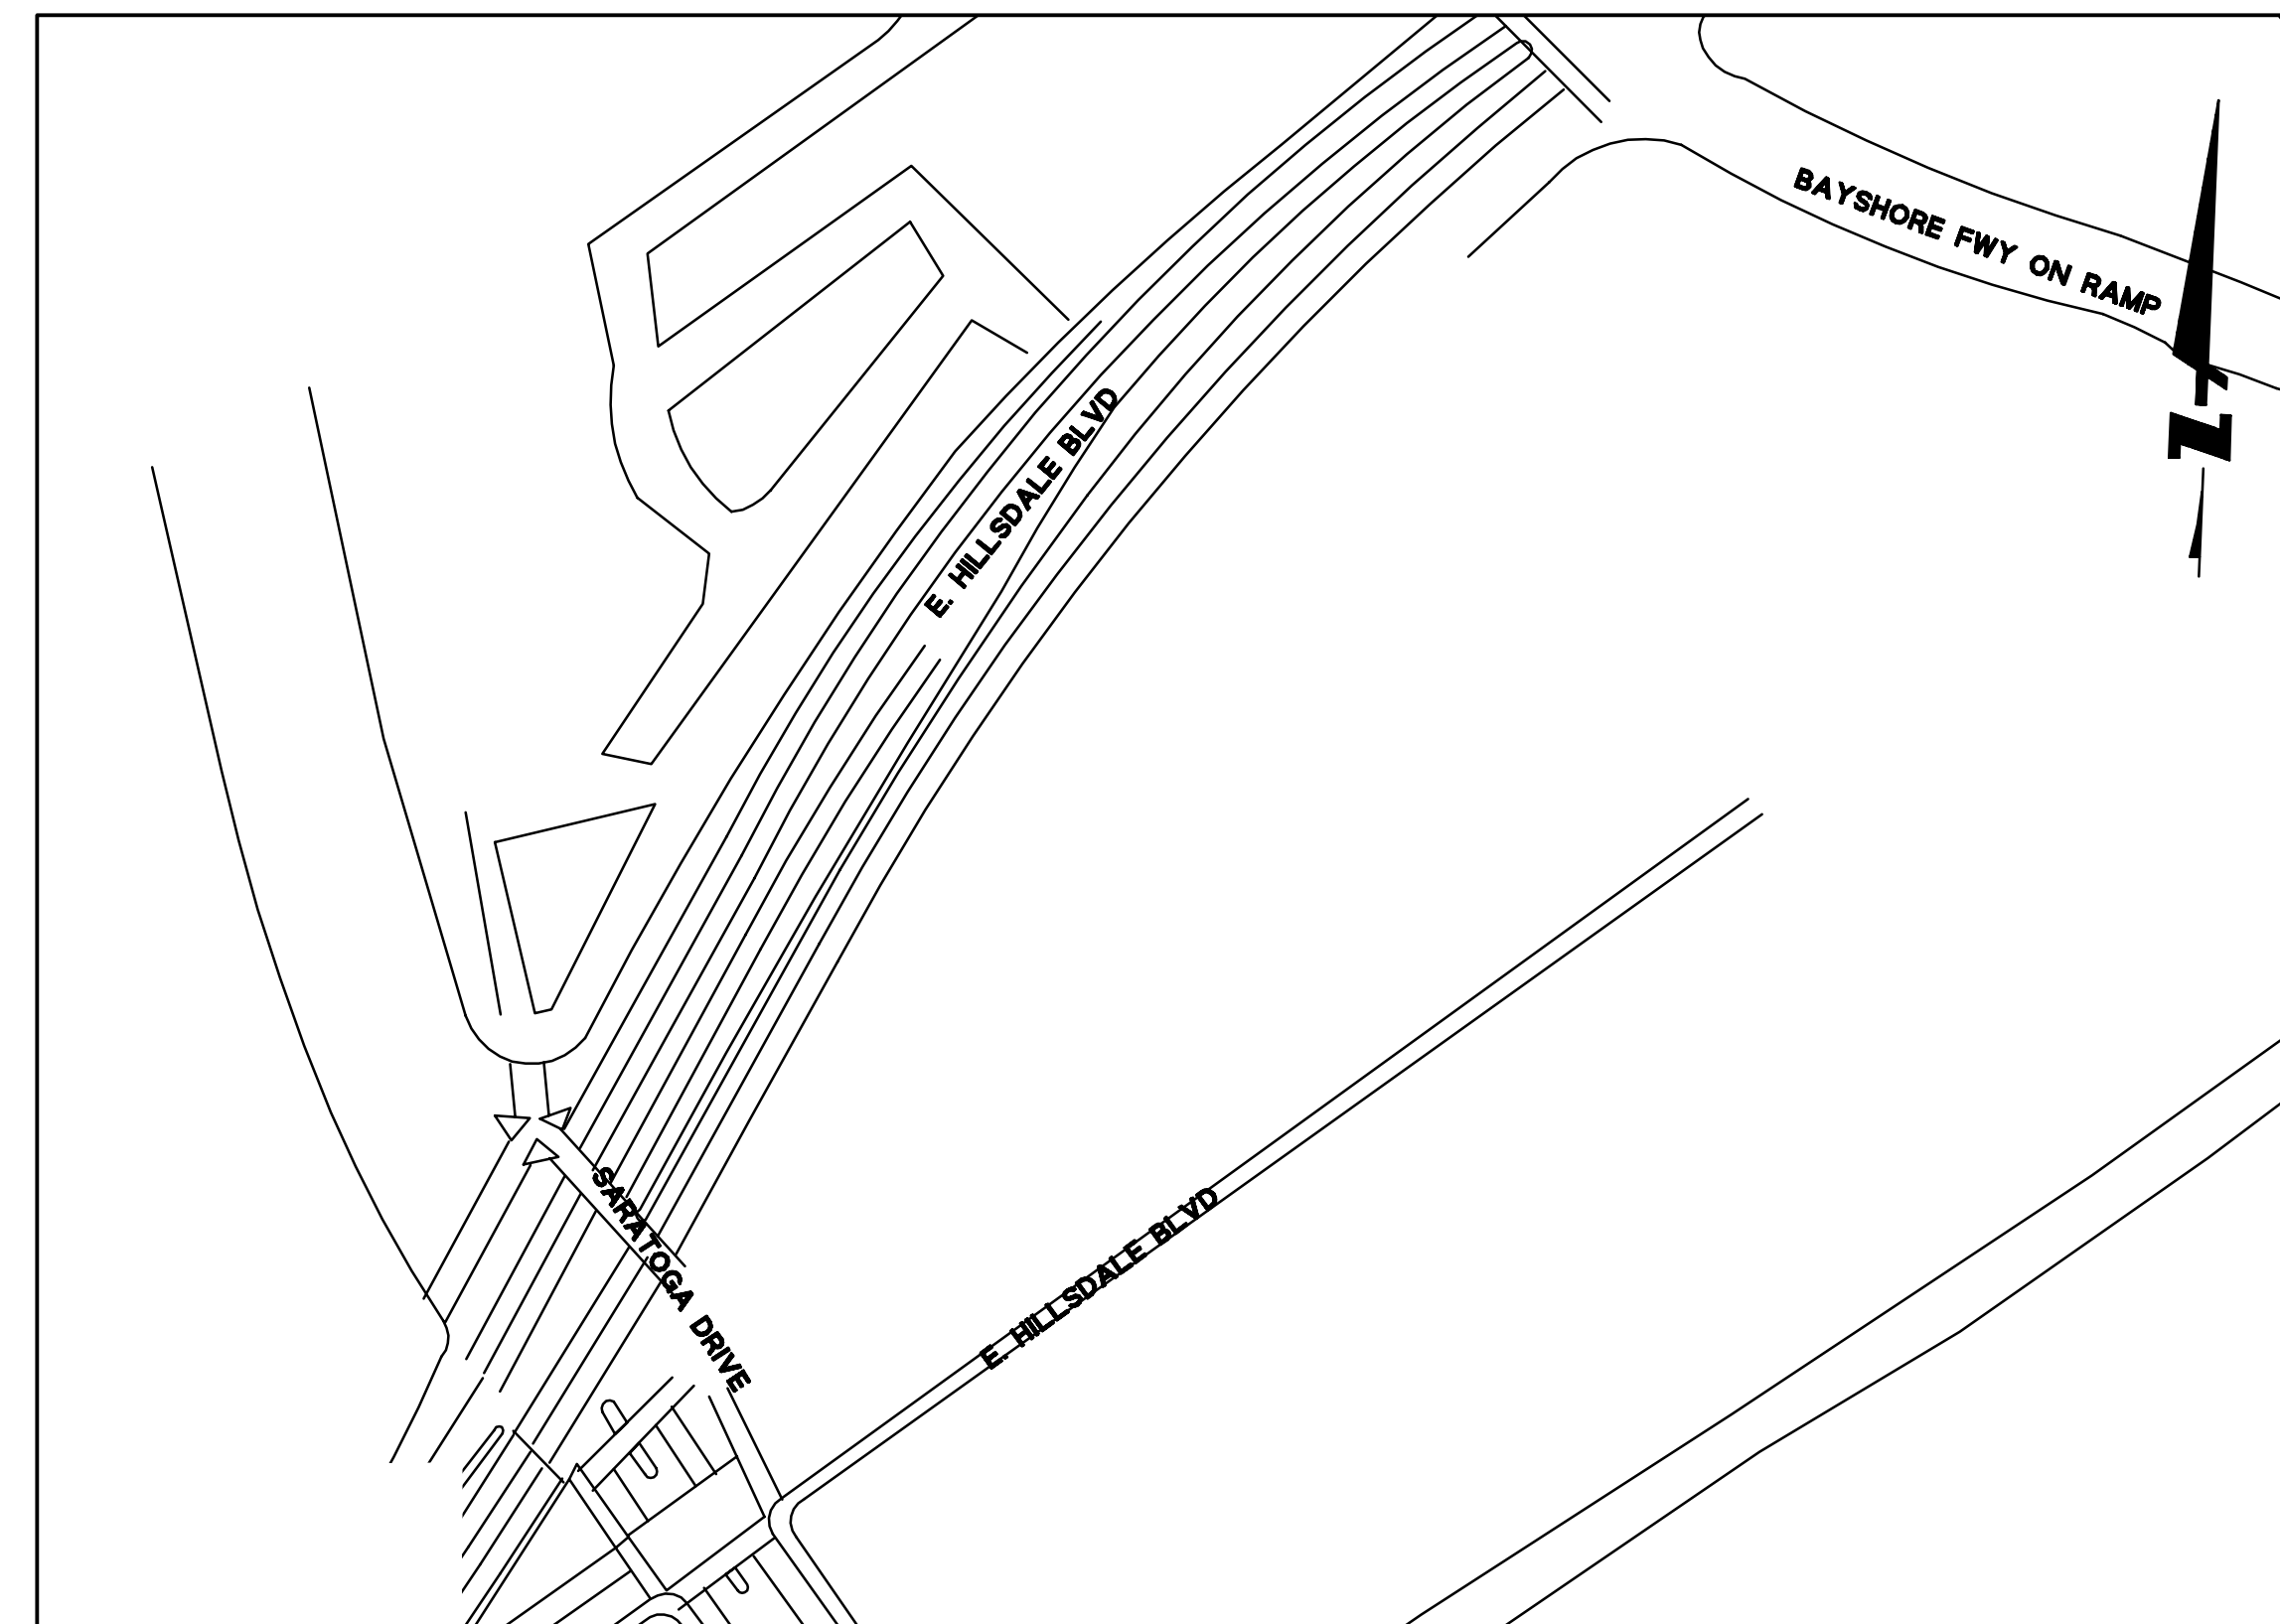 BAYSHORE FWY ON RAMP
N
E. HILLSDALE BLVD
SARATOGA DRIVE
E. HILLSDALE BLVD